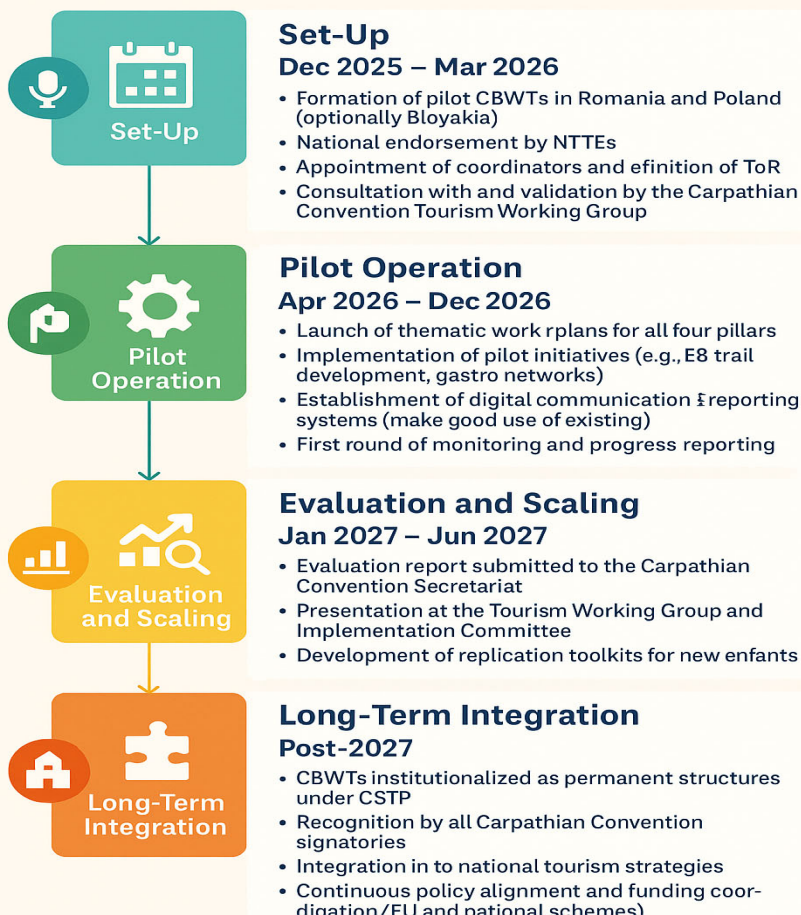 Set-Up
Set-Up
Dec 2025 – Mar 2026
• Formation of pilot CBWTs in Romania and Poland
(optionally Bloyakia)
• National endorsement by NTTEs
• Appointment of coordinators and efinition of ToR
• Consultation with and validation by the Carpathian
Convention Tourism Working Group
Pilot
Operation
Pilot Operation
Apr 2026 – Dec 2026
• Launch of thematic work rplans for all four pillars
• Implementation of pilot initiatives (e.g., E8 trail
development, gastro networks)
• Establishment of digital communication reporting
systems (make good use of existing)
• First round of monitoring and progress reporting
Evaluation
and Scaling
Evaluation and Scaling
Jan 2027 – Jun 2027
• Evaluation report submitted to the Carpathian
Convention Secretariat
• Presentation at the Tourism Working Group and
Implementation Committee
• Development of replication toolkits for new enfants
Long-Term
Integration
Long-Term Integration
Post-2027
• CBWTs institutionalized as permanent structures
under CSTP
• Recognition by all Carpathian Convention
signatories
• Integration in to national tourism strategies
• Continuous policy alignment and funding coor-
digation/EU and pational schemes)